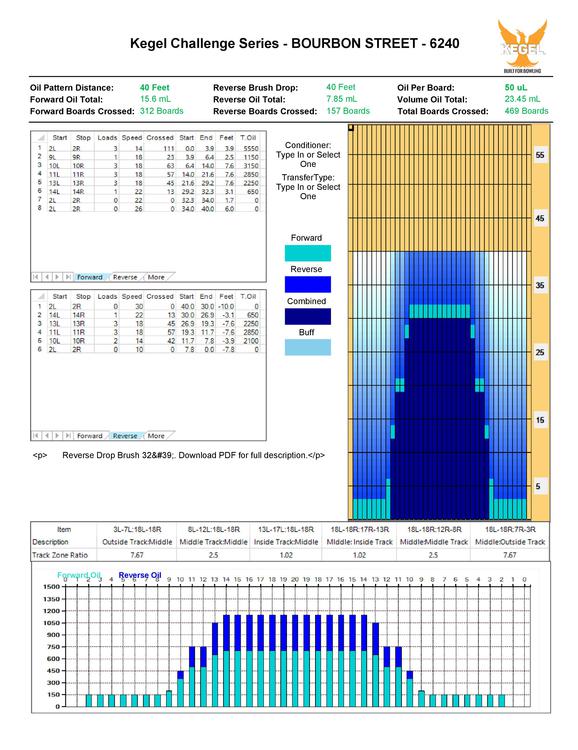 Kegel Challenge Series - BOURBON STREET - 6240
KEGEL
BUILT FOR BOWLING
Oil Pattern Distance: 40 Feet Reverse Brush Drop: 40 Feet Oil Per Board: 50 uL
Forward Oil Total: 15.6 mL Reverse Oil Total: 7.85 mL Volume Oil Total: 23.45 mL
Forward Boards Crossed: 312 Boards Reverse Boards Crossed: 157 Boards Total Boards Crossed: 469 Boards
Start Stop Loads Speed Crossed Start End Feet T.Oil
1 2L 2R 3 14 111 0.0 3.9 3.9 5550
2 9L 9R 1 18 23 3.9 6.4 2.5 1150
3 10L 10R 3 18 63 6.4 14.0 7.6 3150
4 11L 11R 3 18 57 14.0 21.6 7.6 2850
5 13L 13R 3 18 45 21.6 29.2 7.6 2250
6 14L 14R 1 22 13 29.2 32.3 3.1 650
7 2L 2R 0 22 0 32.3 34.0 1.7 0
8 2L 2R 0 26 0 34.0 40.0 6.0 0
Forward Reverse More
Start Stop Loads Speed Crossed Start End Feet T.Oil
1 2L 2R 0 30 0 40.0 30.0 -10.0 0
2 14L 14R 1 22 13 30.0 26.9 -3.1 650
3 13L 13R 3 18 45 26.9 19.3 -7.6 2250
4 11L 11R 3 18 57 19.3 11.7 -7.6 2850
5 10L 10R 2 14 42 11.7 7.8 -3.9 2100
6 2L 2R 0 10 0 7.8 0.0 -7.8 0
Forward Reverse More
Conditioner:
Type In or Select
One
TransferType:
Type In or Select
One
Forward
Reverse
Combined
Buff
55
45
35
25
15
5
<p> Reverse Drop Brush 32&#39;. Download PDF for full description.</p>
Item 3L-7L:18L-18R 8L-12L:18L-18R 13L-17L:18L-18R 18L-18R:17R-13R 18L-18R:12R-8R 18L-18R:7R-3R
Description Outside Track:Middle Middle Track:Middle Inside Track:Middle MIddle: Inside Track Middle:Middle Track Middle:Outside Track
Track Zone Ratio 7.67 2.5 1.02 1.02 2.5 7.67
Forward Oil Reverse Oil
0 2 3 4 5 6 7 8 9 10 11 12 13 14 15 16 17 18 19 20 19 18 17 16 15 14 13 12 11 10 9 8 7 6 5 4 3 2 0
1500
1350
1200
1050
900
750
600
450
300
150
0